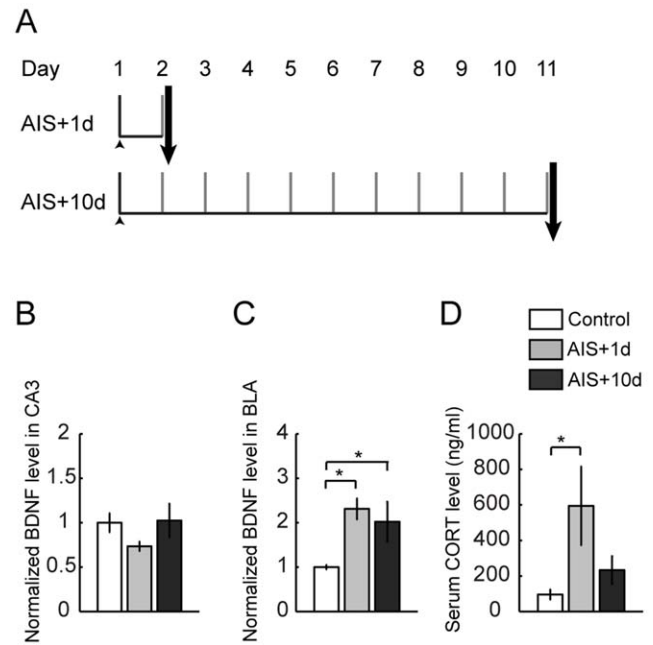 A
Day 1 2 3 4 5 6 7 8 9 10 11
AIS+1d
AIS+10d
B
C
D
Control
AIS+1d
AIS+10d
Normalized BDNF level in CA3
2
1.5
1
0.5
0
Normalized BDNF level in BLA
4
3
2
1
0
*
*
Serum CORT level (ng/ml)
1000
800
600
400
200
0
*